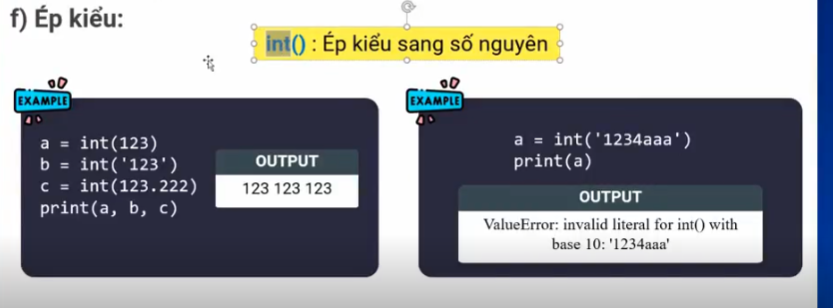 f) Ép kiểu:
int() : Ép kiểu sang số nguyên
EXAMPLE
a = int(123)
b = int('123')
c = int(123.222)
print(a, b, c)
OUTPUT
123 123 123
EXAMPLE
a = int('1234aaa')
print(a)
OUTPUT
ValueError: invalid literal for int() with
base 10: '1234aaa'